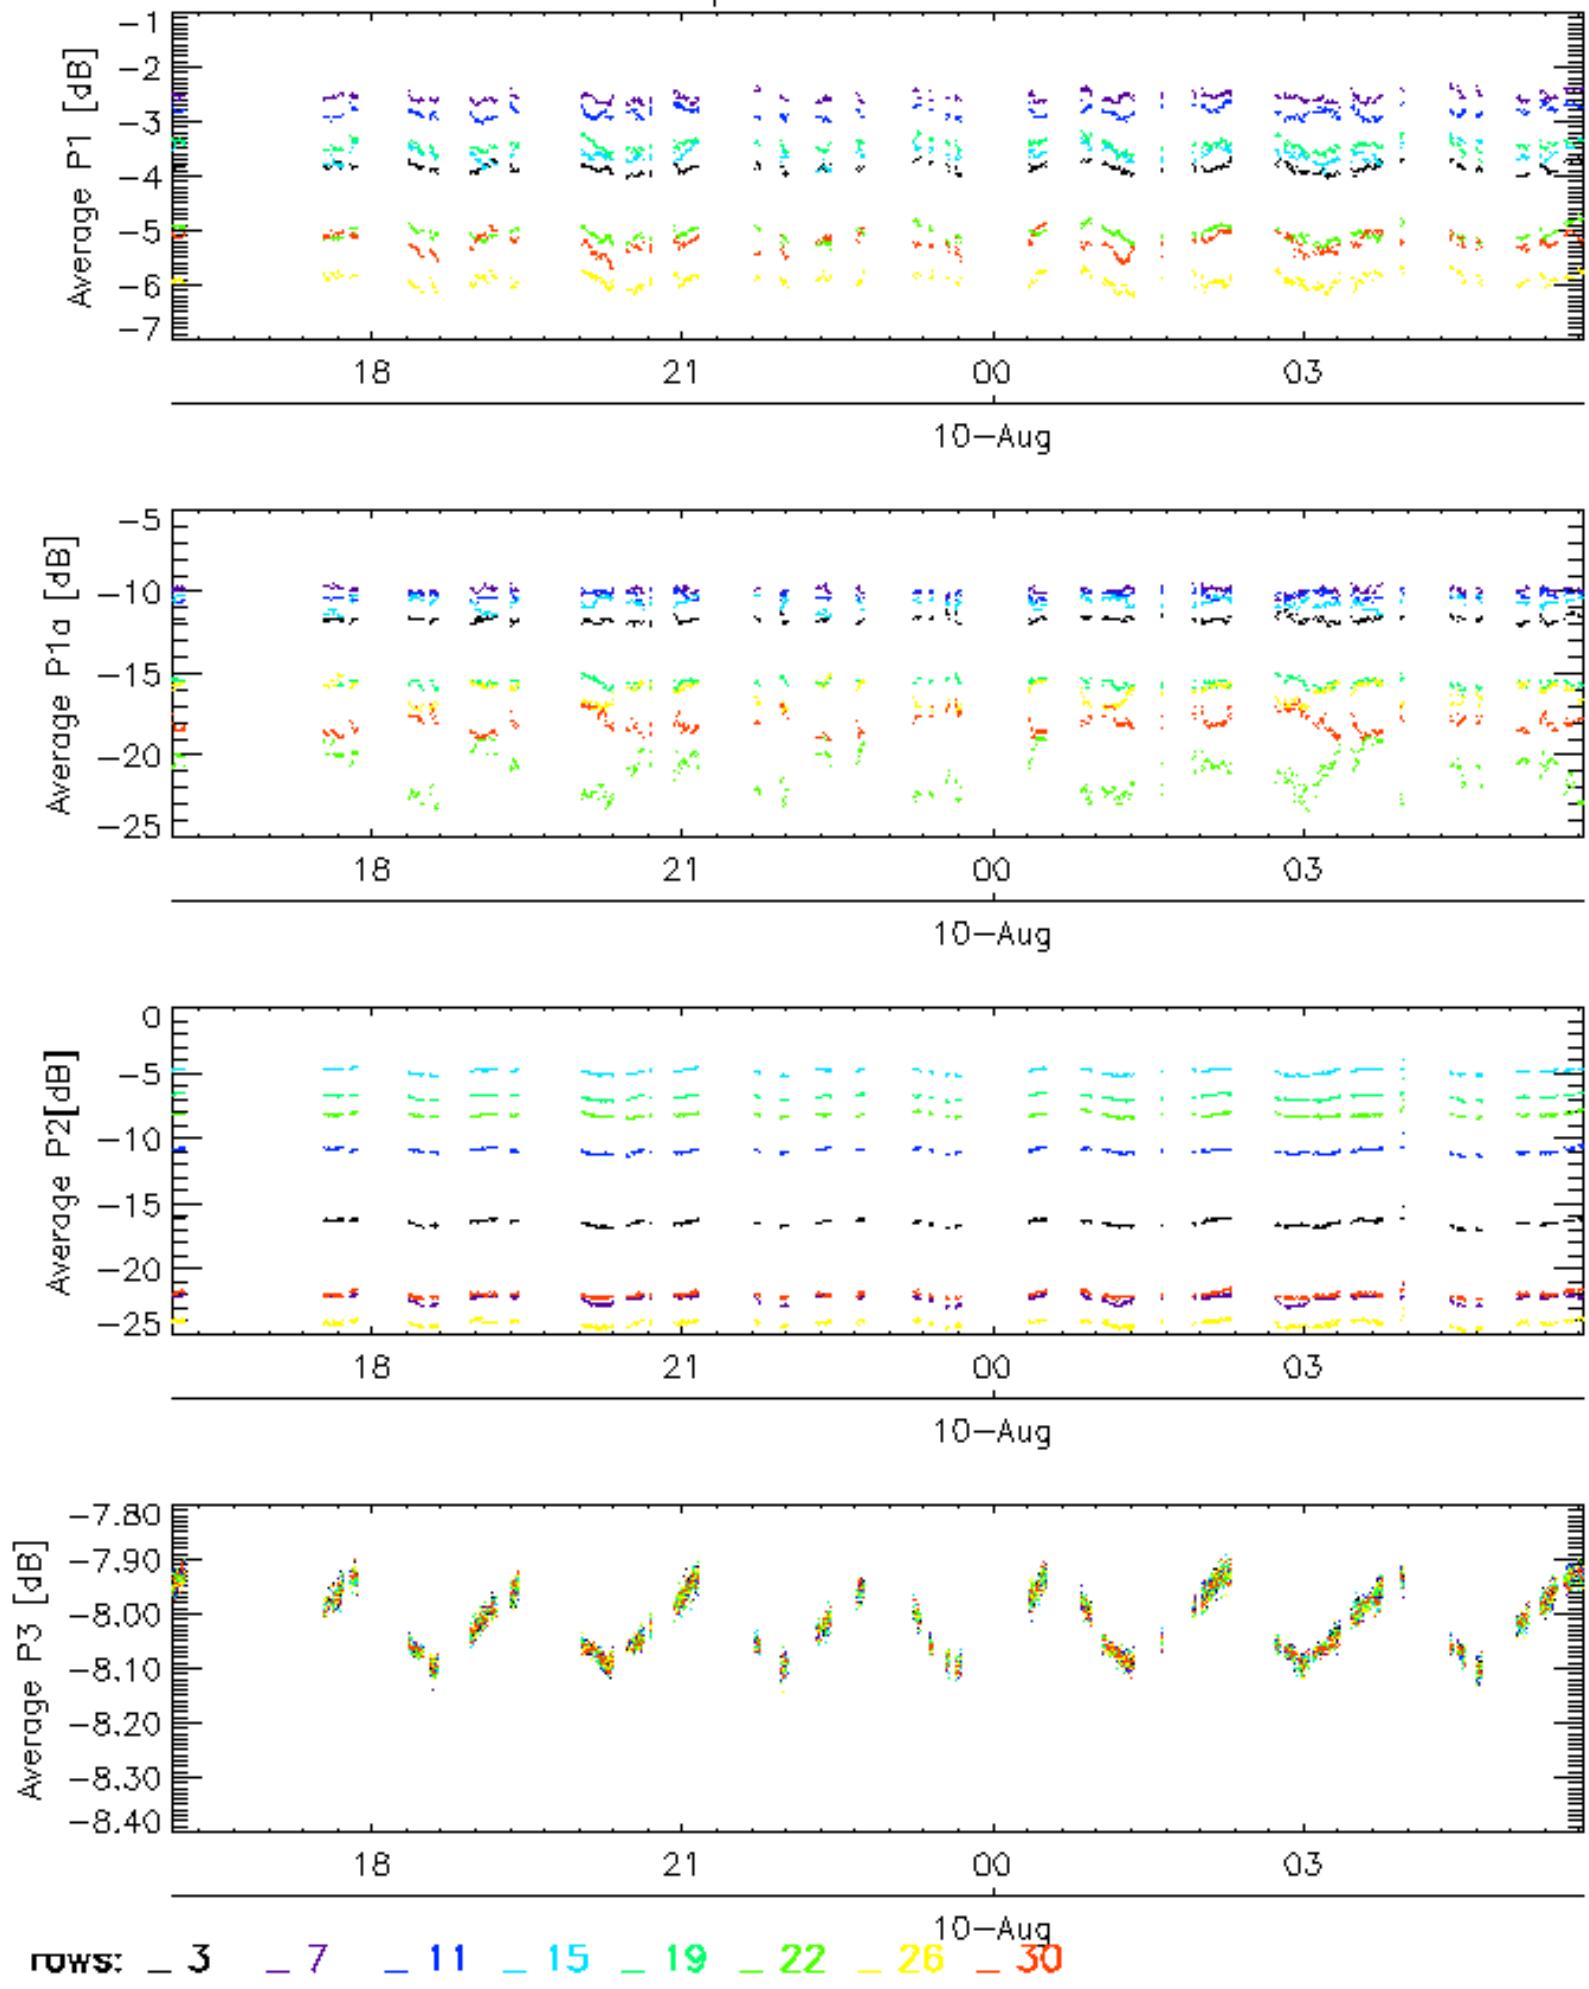 Average P1 [dB]
-1
-2
-3
-4
-5
-6
-7
18 21 00 03
10-Aug
Average P1a [dB]
-5
-10
-15
-20
-25
18 21 00 03
10-Aug
Average P2[dB]
0
-5
-10
-15
-20
-25
18 21 00 03
10-Aug
Average P3 [dB]
-7.80
-7.90
-8.00
-8.10
-8.20
-8.30
-8.40
18 21 00 03
10-Aug
rows: _ 3 _ 7 _ 11 _ 15 _ 19 _ 22 _ 26 _ 30